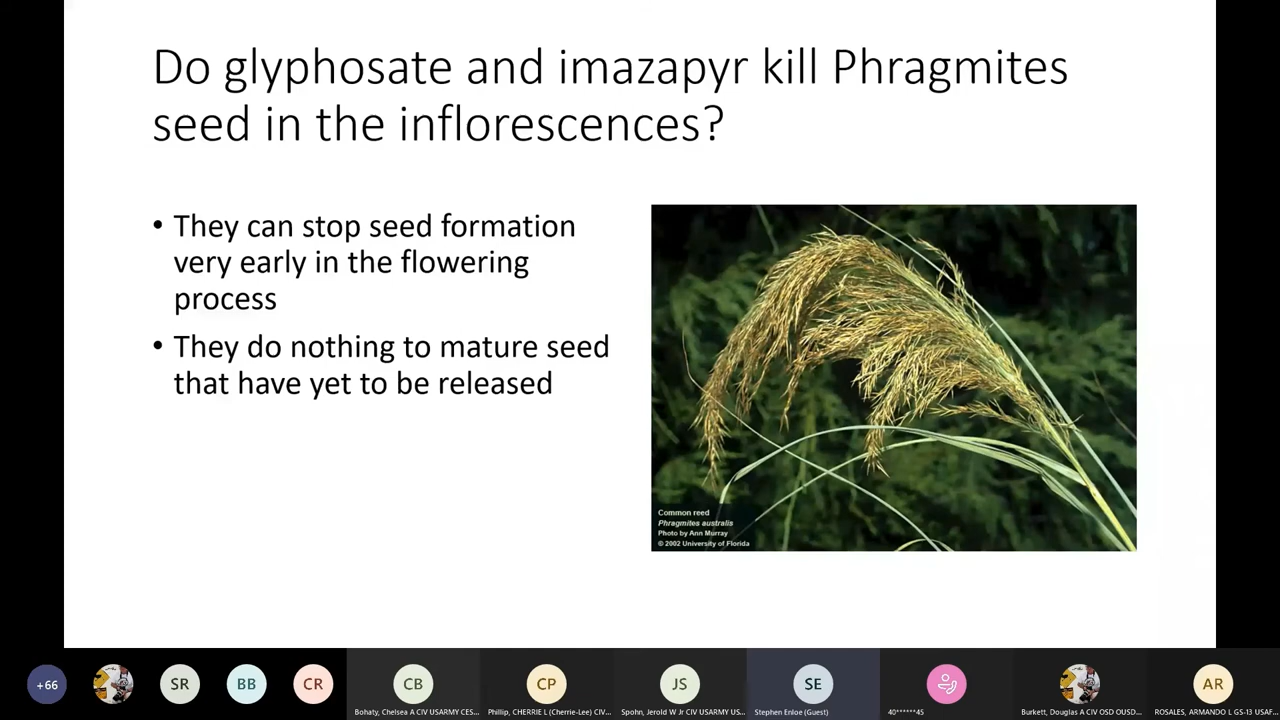 Do glyphosate and imazapyr kill Phragmites
seed in the inflorescences?
• They can stop seed formation
very early in the flowering
process
• They do nothing to mature seed
that have yet to be released
Common reed
Phragmites australis
Photo by Ann Murray
© 2002 University of Florida
+66
SR
BB
CR
CB
CP
JS
SE
AR
Bohaty, Chelsea A CIV USARMY CES...
Phillip, CHERRIE L (Cherrie-Lee) CIV...
Spohn, Jerold W Jr CIV USARMY US...
Stephen Enloe (Guest)
40******45
Burkett, Douglas A CIV OSD OUSD...
ROSALES, ARMANDO L GS-13 USAF...